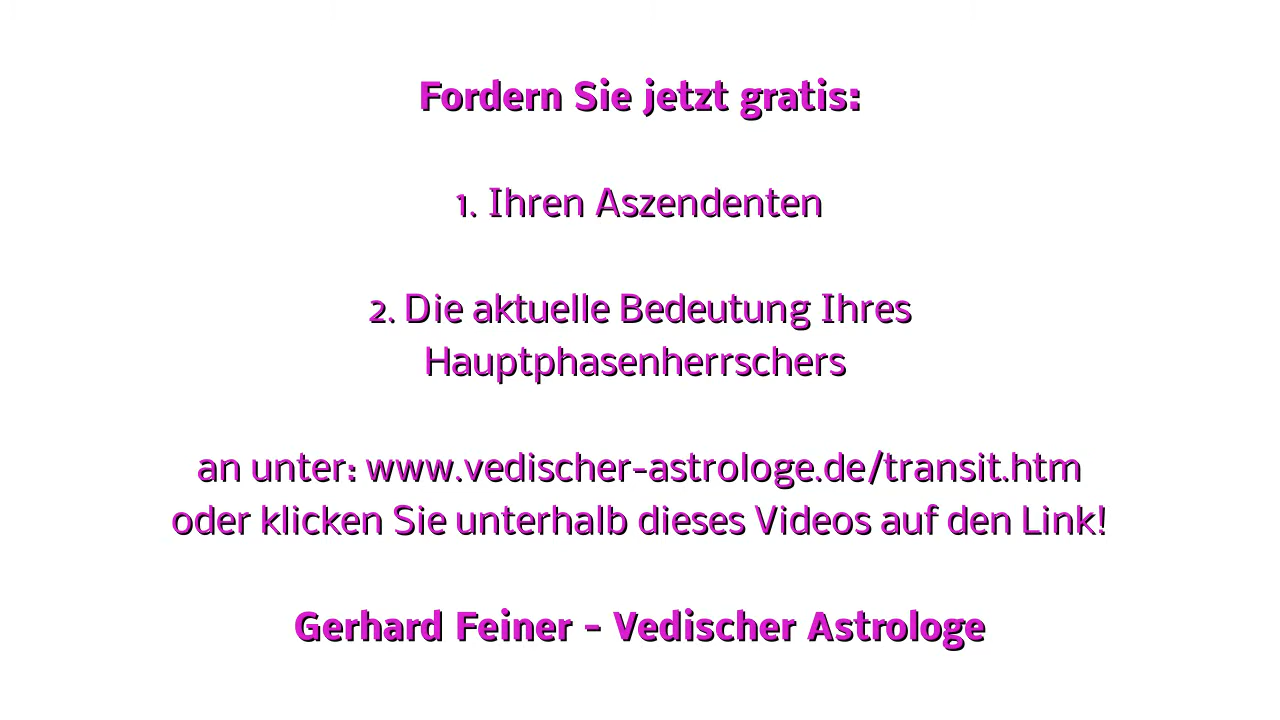 Fordern Sie jetzt gratis:
1. Ihren Aszendenten
2. Die aktuelle Bedeutung Ihres
Hauptphasenherrschers
an unter: www.vedischer-astrologe.de/transit.htm
oder klicken Sie unterhalb dieses Videos auf den Link!
Gerhard Feiner - Vedischer Astrologe